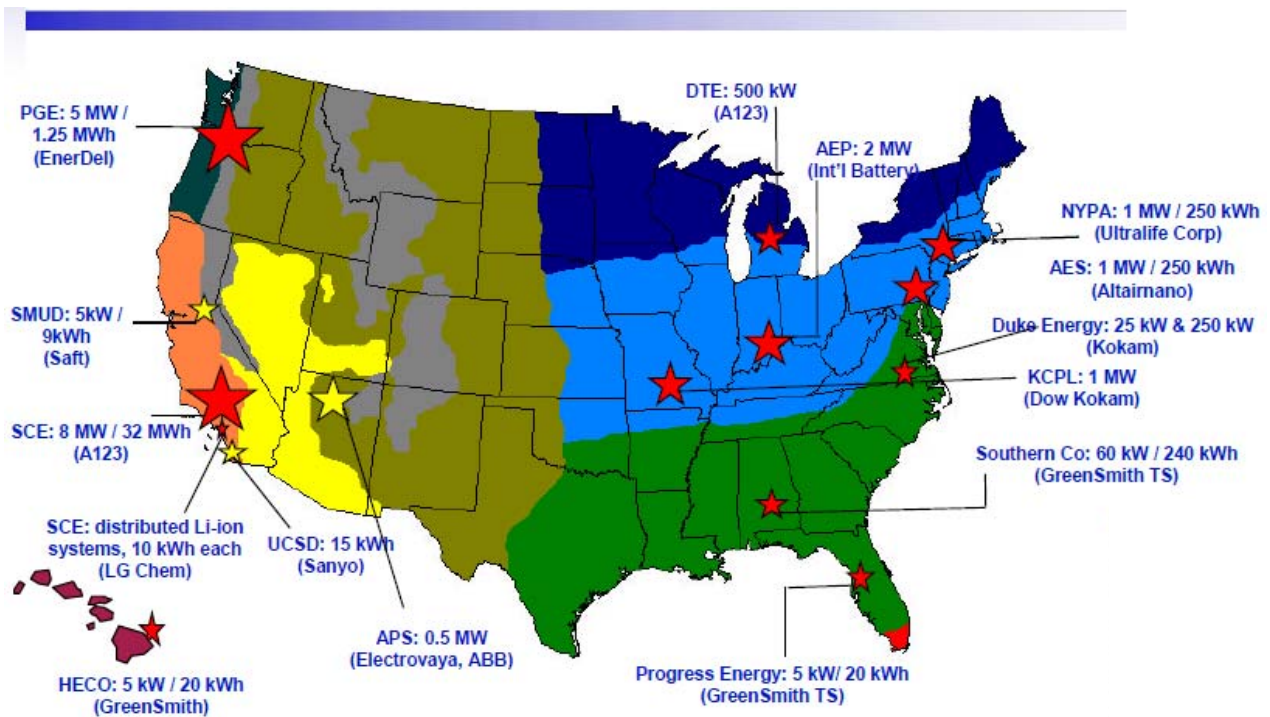 PGE: 5 MW /
1.25 MWh
(EnerDel)
DTE: 500 kW
(A123)
AEP: 2 MW
(Int'l Battery)
NYPA: 1 MW / 250 kWh
(Ultralife Corp)
AES: 1 MW / 250 kWh
(Altairnano)
SMUD: 5kW /
9kWh
(Saft)
Duke Energy: 25 kW & 250 kW
(Kokam)
KCPL: 1 MW
(Dow Kokam)
SCE: 8 MW / 32 MWh
(A123)
Southern Co: 60 kW / 240 kWh
(GreenSmith TS)
SCE: distributed Li-ion
systems, 10 kWh each
(LG Chem)
UCSD: 15 kWh
(Sanyo)
APS: 0.5 MW
(Electrovaya, ABB)
HECO: 5 kW / 20 kWh
(GreenSmith)
Progress Energy: 5 kW/ 20 kWh
(GreenSmith TS)